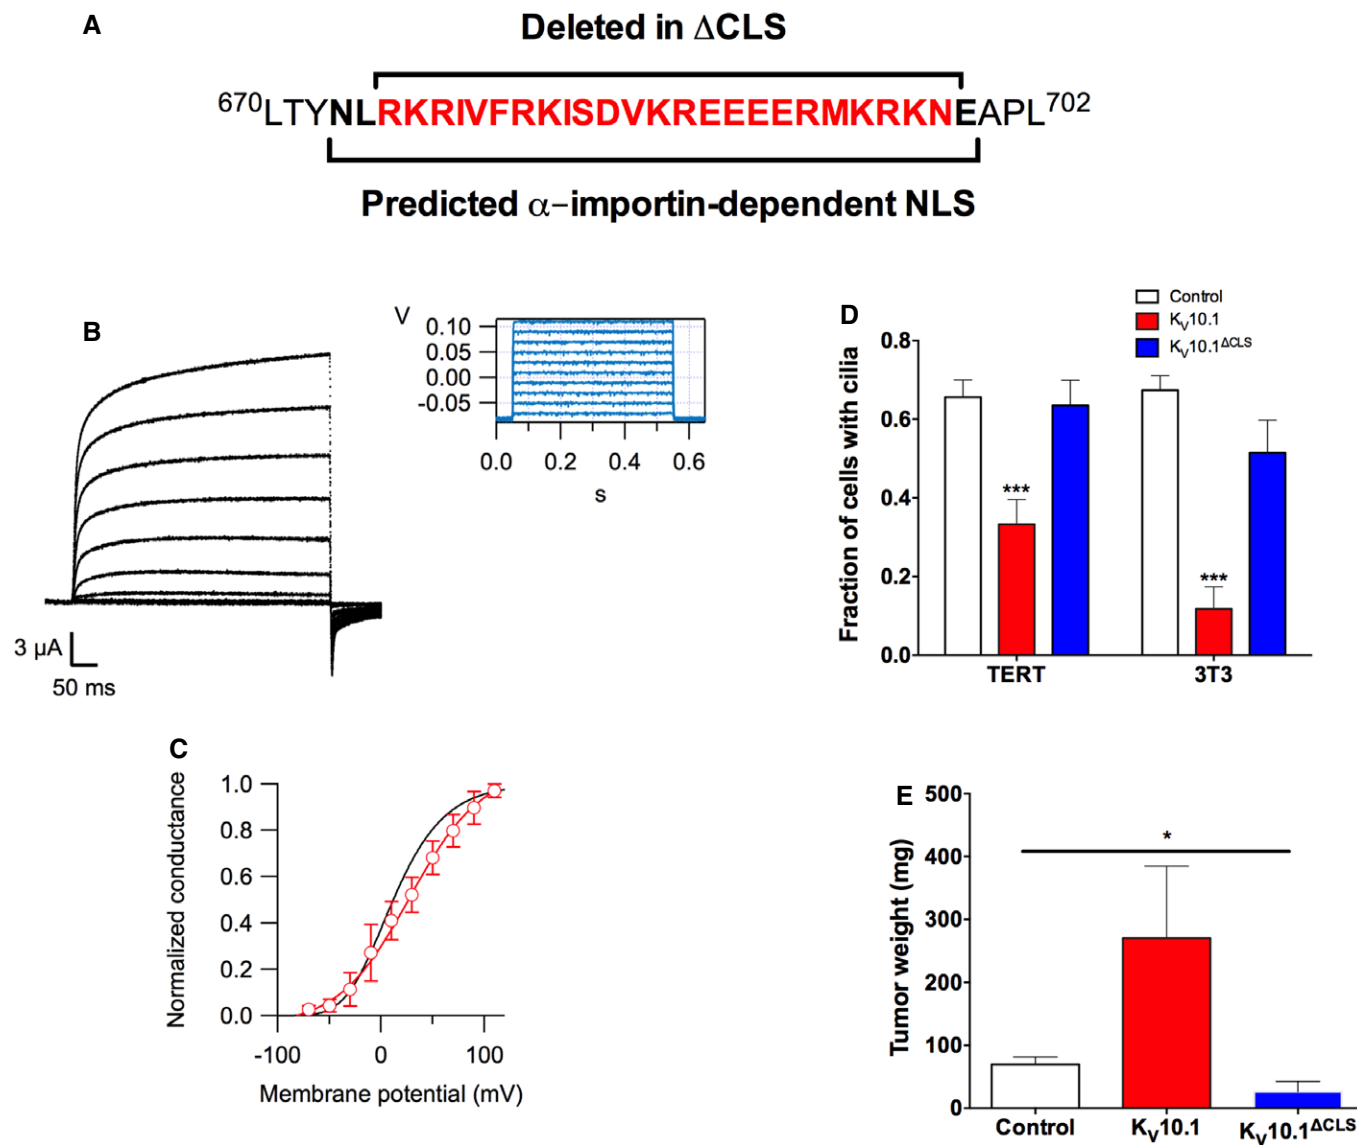 A
Deleted in ΔCLS
670LTYNLRKRIVFRKISDVKREEEERMKRKNEAPL702
Predicted α-importin-dependent NLS
B
V
0.10
0.05
0.00
-0.05
0.0 0.2 0.4 0.6
s
3 µA
50 ms
C
Normalized conductance
1.0
0.8
0.6
0.4
0.2
0.0
-100 0 100
Membrane potential (mV)
D
Control
KV10.1
KV10.1ΔCLS
Fraction of cells with cilia
0.8
0.6
0.4
0.2
0.0
***
***
TERT 3T3
E
Tumor weight (mg)
500
400
300
200
100
0
*
Control KV10.1 KV10.1ΔCLS